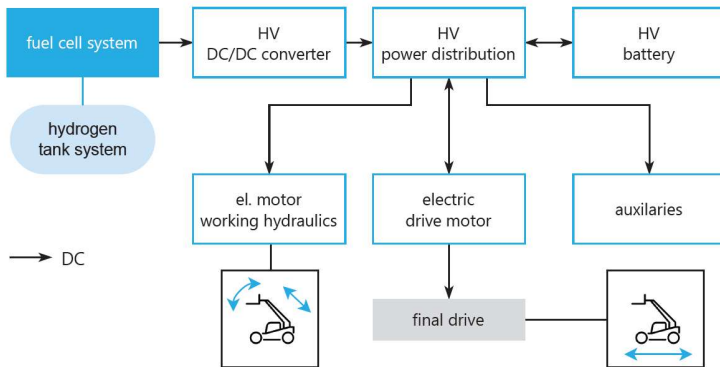 fuel cell system
HV
DC/DC converter
HV
power distribution
HV
battery
hydrogen
tank system
el. motor
working hydraulics
electric
drive motor
auxilaries
DC
final drive